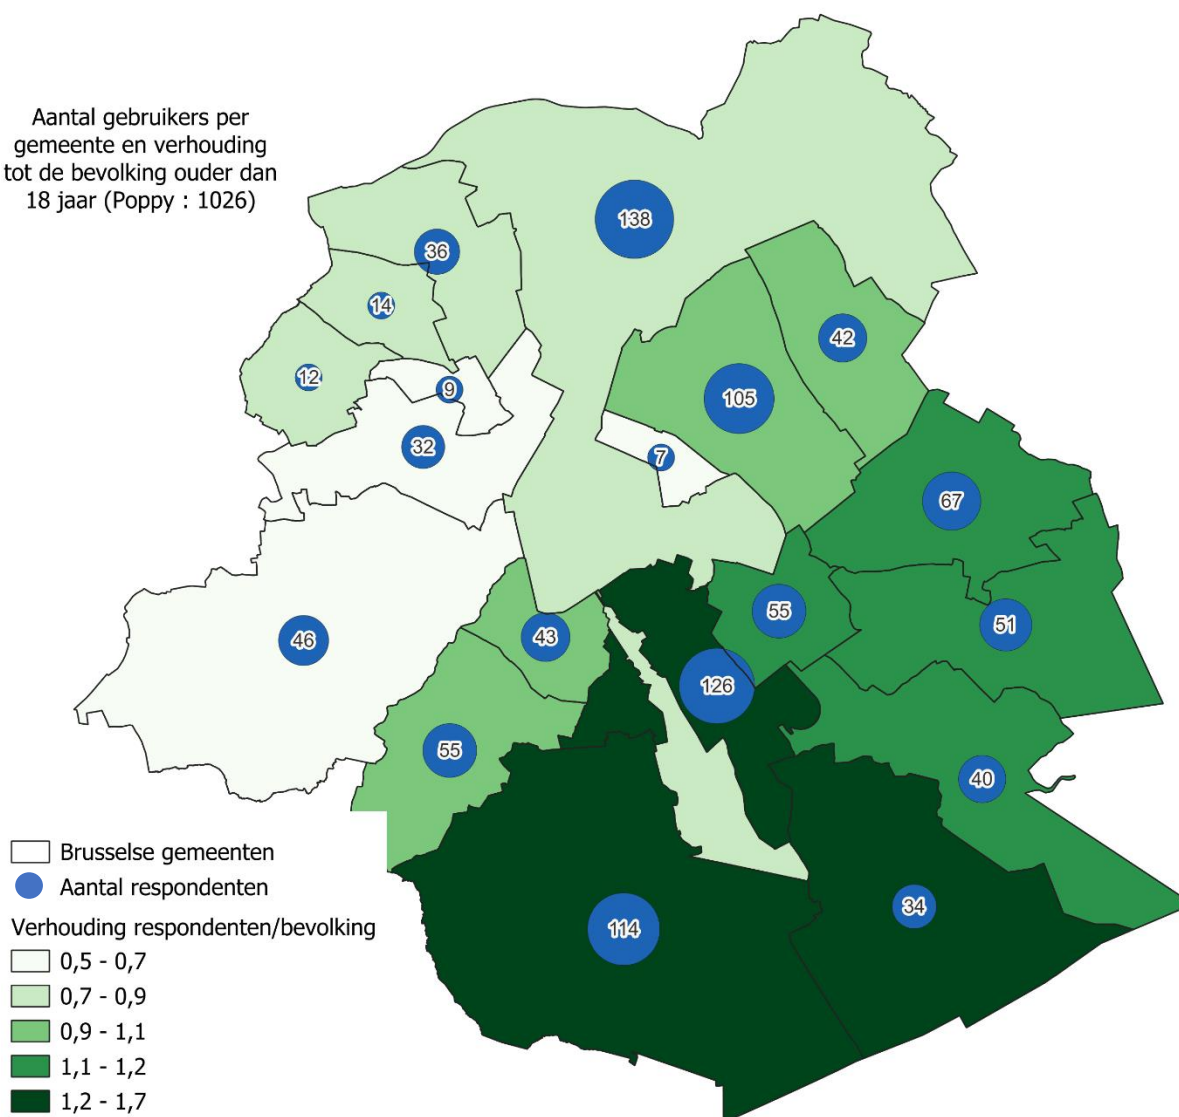 Aantal gebruikers per
gemeente en verhouding
tot de bevolking ouder dan
18 jaar (Poppy : 1026)
138
36
14
42
12
9
105
32
7
67
55
51
43
46
126
55
40
34
114
Brusselse gemeenten
Aantal respondenten
Verhouding respondenten/bevolking
0,5 - 0,7
0,7 - 0,9
0,9 - 1,1
1,1 - 1,2
1,2 - 1,7